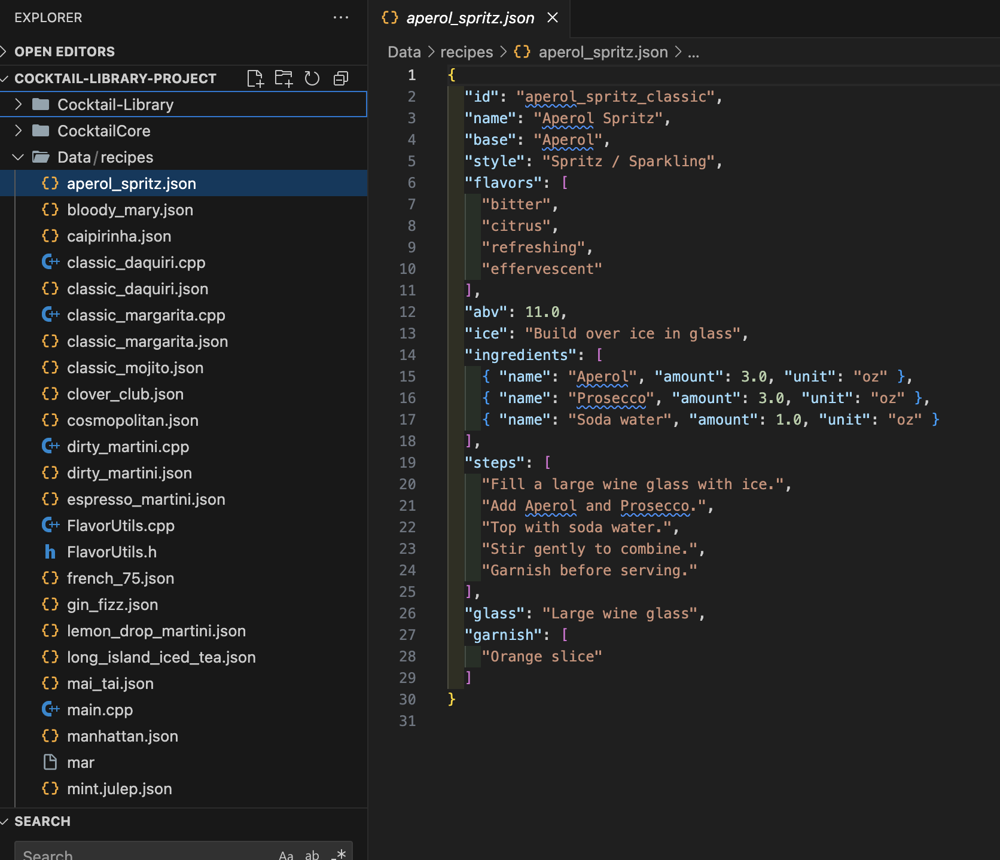 EXPLORER
OPEN EDITORS
COCKTAIL-LIBRARY-PROJECT
Cocktail-Library
CocktailCore
Data/recipes
aperol_spritz.json
bloody_mary.json
caipirinha.json
classic_daquiri.cpp
classic_daquiri.json
classic_margarita.cpp
classic_margarita.json
classic_mojito.json
clover_club.json
cosmopolitan.json
dirty_martini.cpp
dirty_martini.json
espresso_martini.json
FlavorUtils.cpp
FlavorUtils.h
french_75.json
gin_fizz.json
lemon_drop_martini.json
long_island_iced_tea.json
mai_tai.json
main.cpp
manhattan.json
mar
mint.julep.json
SEARCH
Search Aa ab .*
{} aperol_spritz.json
Data > recipes > {} aperol_spritz.json > ...
1 {
2 "id": "aperol_spritz_classic",
3 "name": "Aperol Spritz",
4 "base": "Aperol",
5 "style": "Spritz / Sparkling",
6 "flavors": [
7 "bitter",
8 "citrus",
9 "refreshing",
10 "effervescent"
11 ],
12 "abv": 11.0,
13 "ice": "Build over ice in glass",
14 "ingredients": [
15 { "name": "Aperol", "amount": 3.0, "unit": "oz" },
16 { "name": "Prosecco", "amount": 3.0, "unit": "oz" },
17 { "name": "Soda water", "amount": 1.0, "unit": "oz" }
18 ],
19 "steps": [
20 "Fill a large wine glass with ice.",
21 "Add Aperol and Prosecco.",
22 "Top with soda water.",
23 "Stir gently to combine.",
24 "Garnish before serving."
25 ],
26 "glass": "Large wine glass",
27 "garnish": [
28 "Orange slice"
29 ]
30 }
31